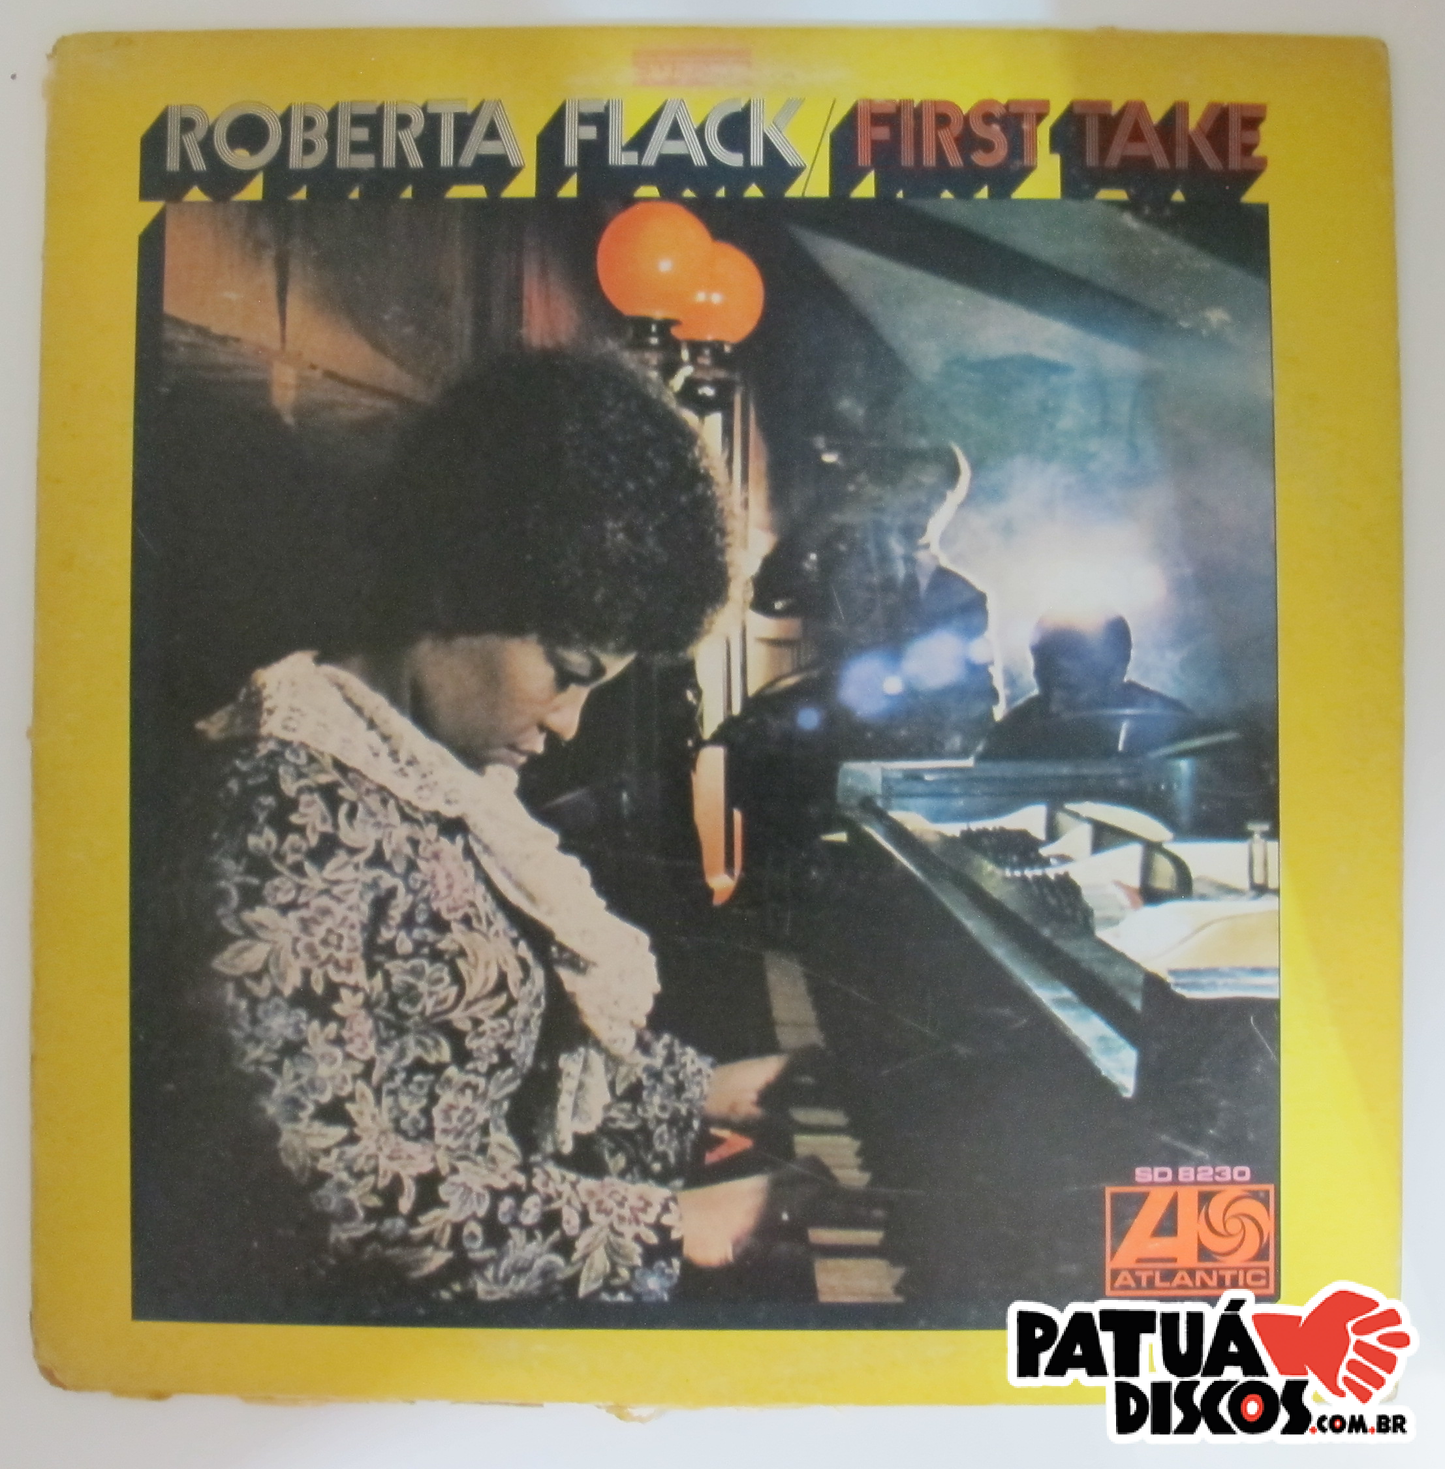 ROBERTA FLACK / FIRST TAKE
SD 8230
ATLANTIC
PATUÁ
DISCOS
.COM.BR